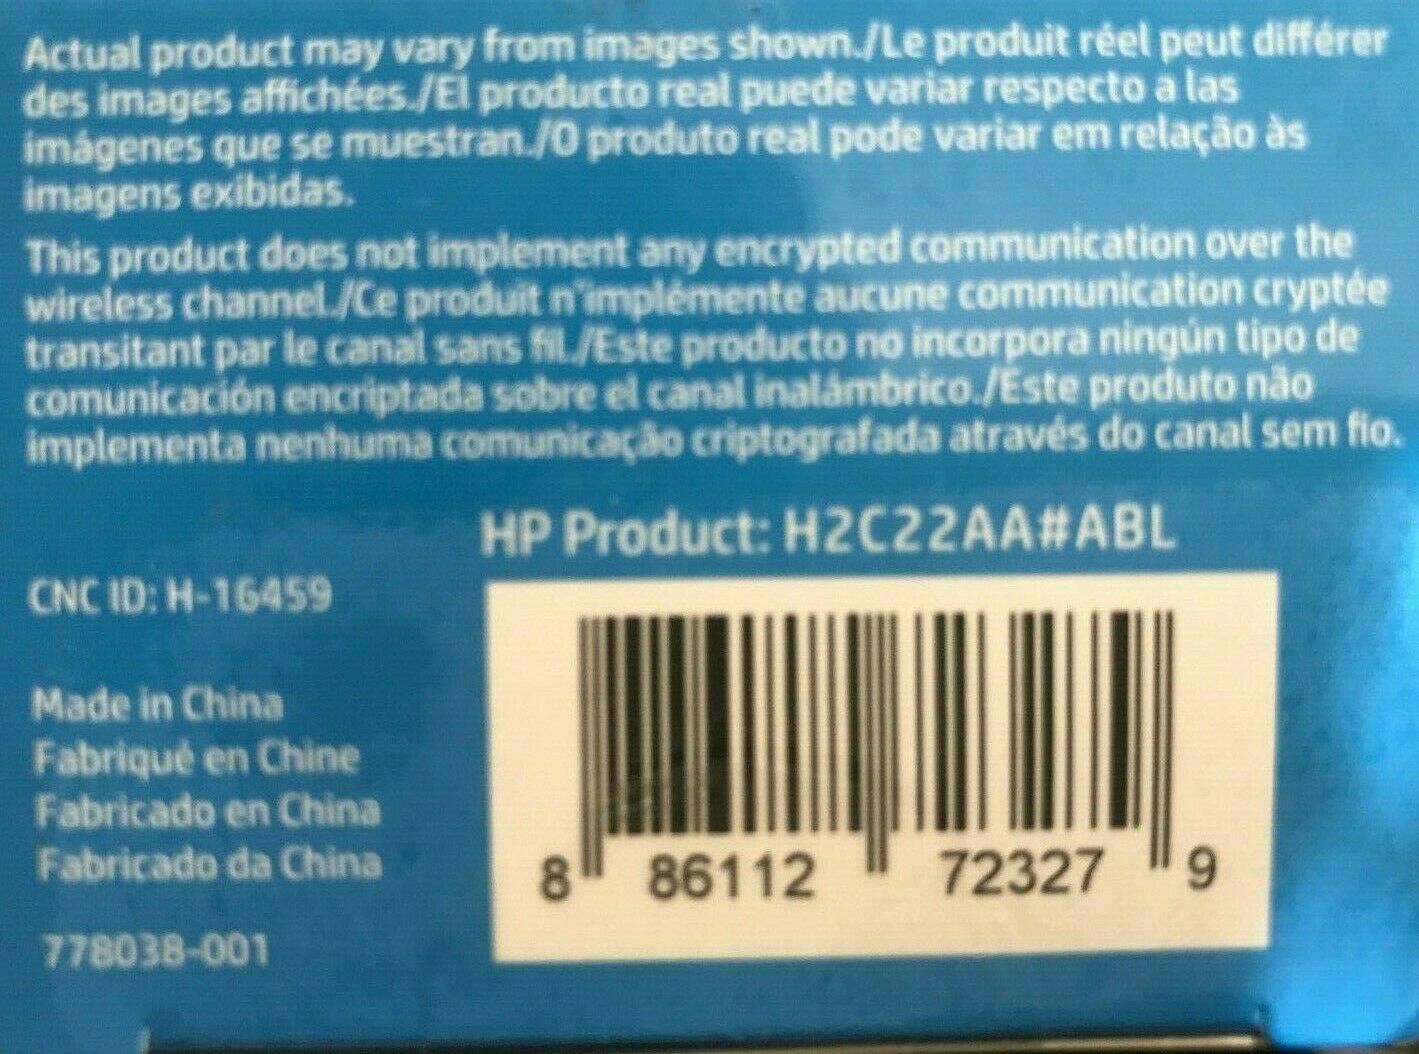 Actual product may vary from images shown./Le produit réel peut différer
des images affichées./El producto real puede variar respecto a las
imágenes que se muestran./O produto real pode variar em relação às
imagens exibidas.
This product does not implement any encrypted communication over the
wireless channel./Ce produit n'implémente aucune communication cryptée
transitant par le canal sans fil./Este producto no incorpora ningún tipo de
comunicación encriptada sobre el canal inalámbrico./Este produto não
implementa nenhuma comunicação criptografada através do canal sem fio.
HP Product: H2C22AA#ABL
CNC ID: H-16459
Made in China
Fabriqué en Chine
Fabricado en China
Fabricado da China
778038-001
8 86112 72327 9